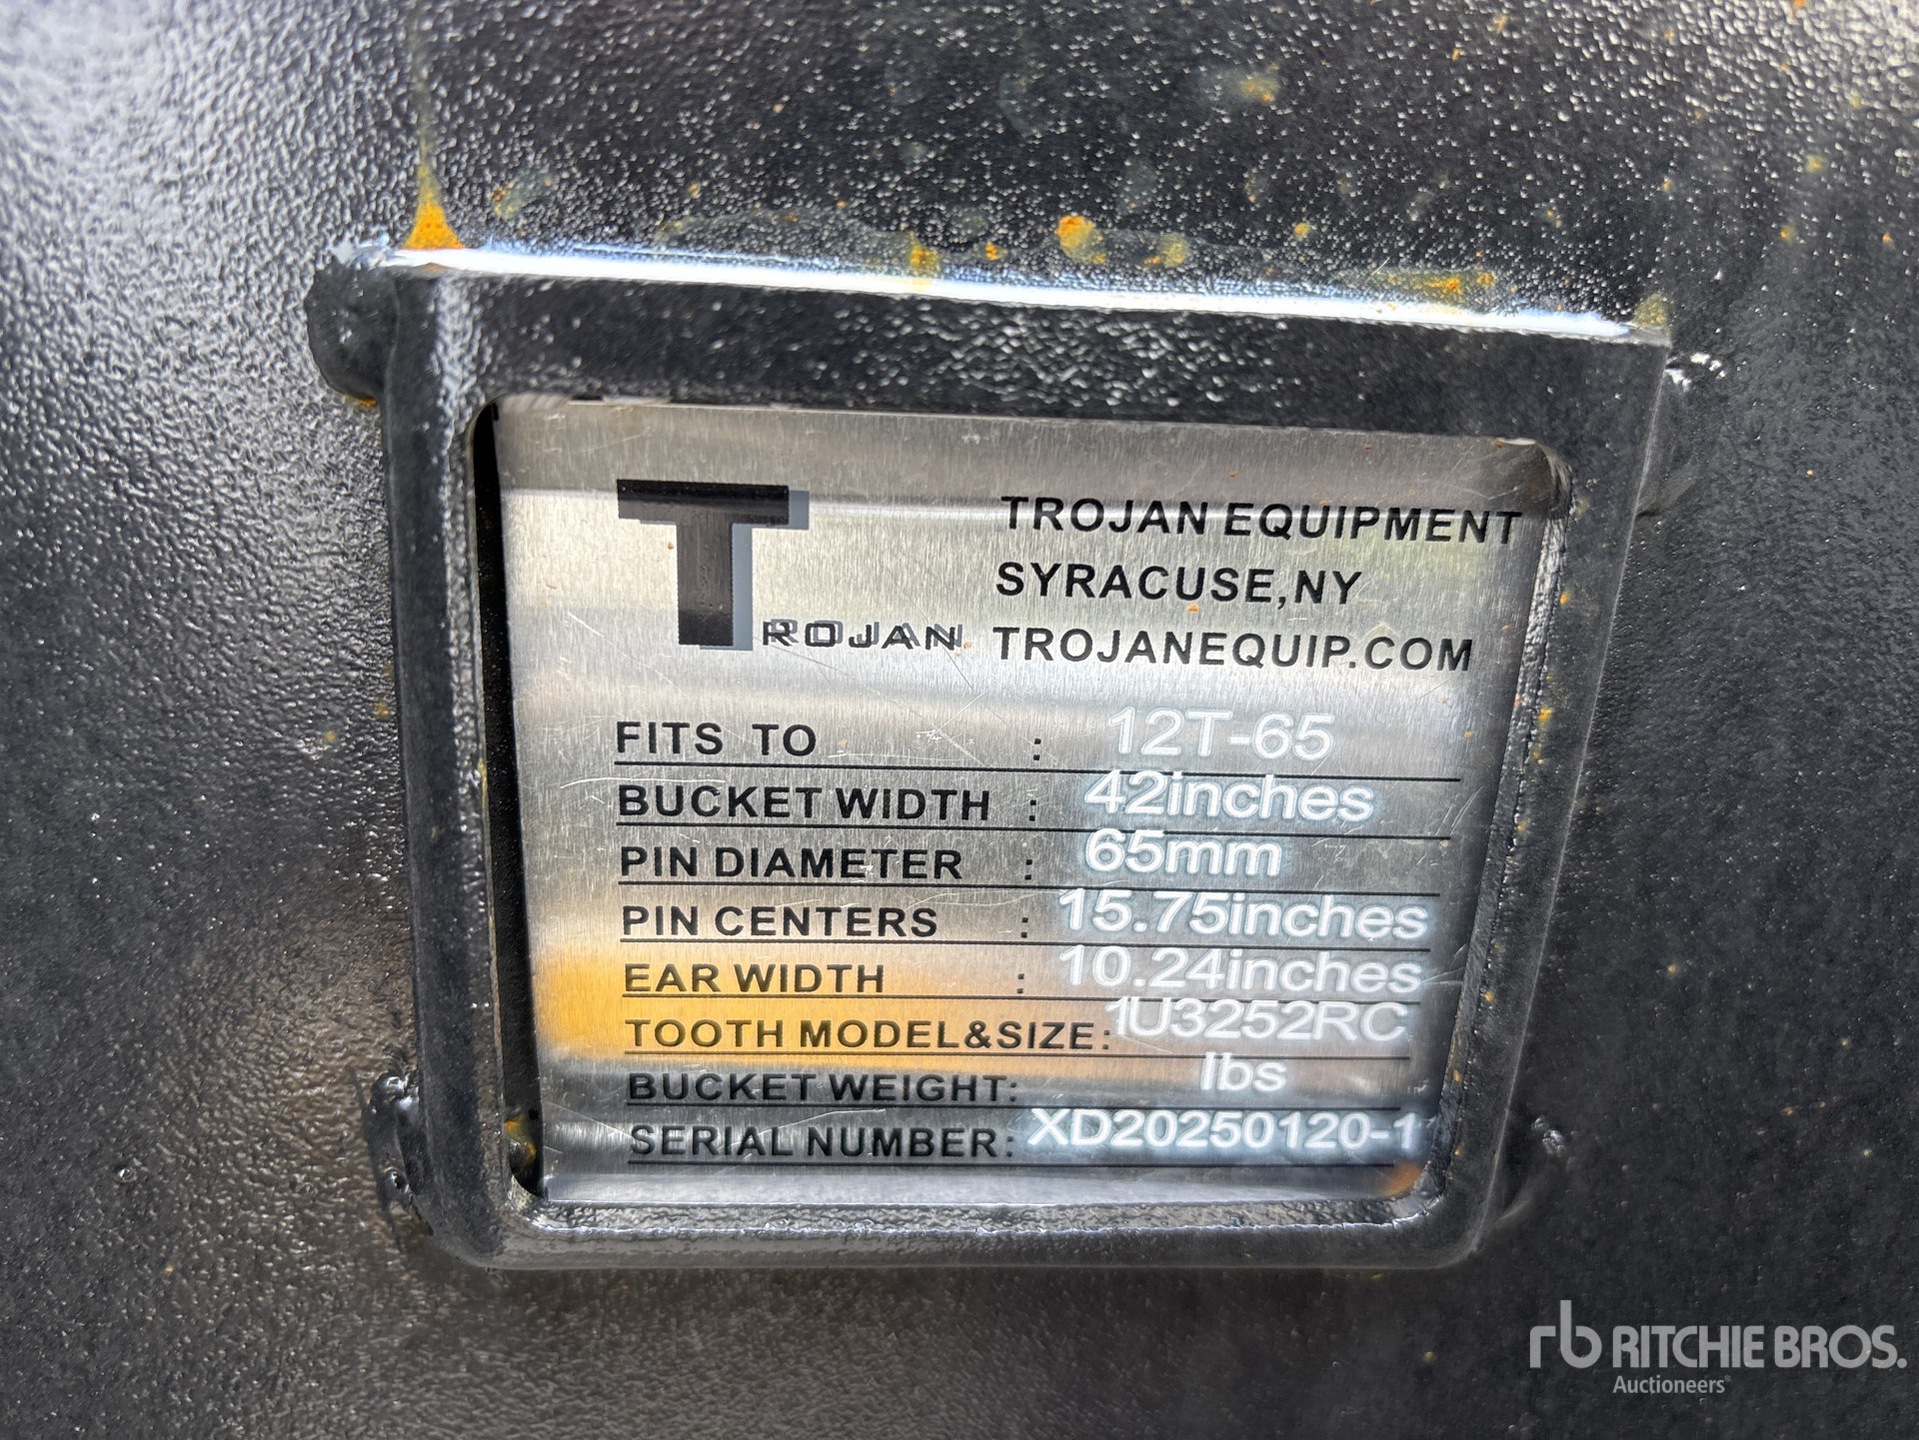 TROJAN
TROJAN EQUIPMENT
SYRACUSE,NY
TROJANEQUIP.COM
FITS TO : 12T-65
BUCKET WIDTH : 42inches
PIN DIAMETER : 65mm
PIN CENTERS : 15.75inches
EAR WIDTH : 10.24inches
TOOTH MODEL&SIZE: 1U3252RC
BUCKET WEIGHT: lbs
SERIAL NUMBER: XD20250120-1
rb RITCHIE BROS.
Auctioneers